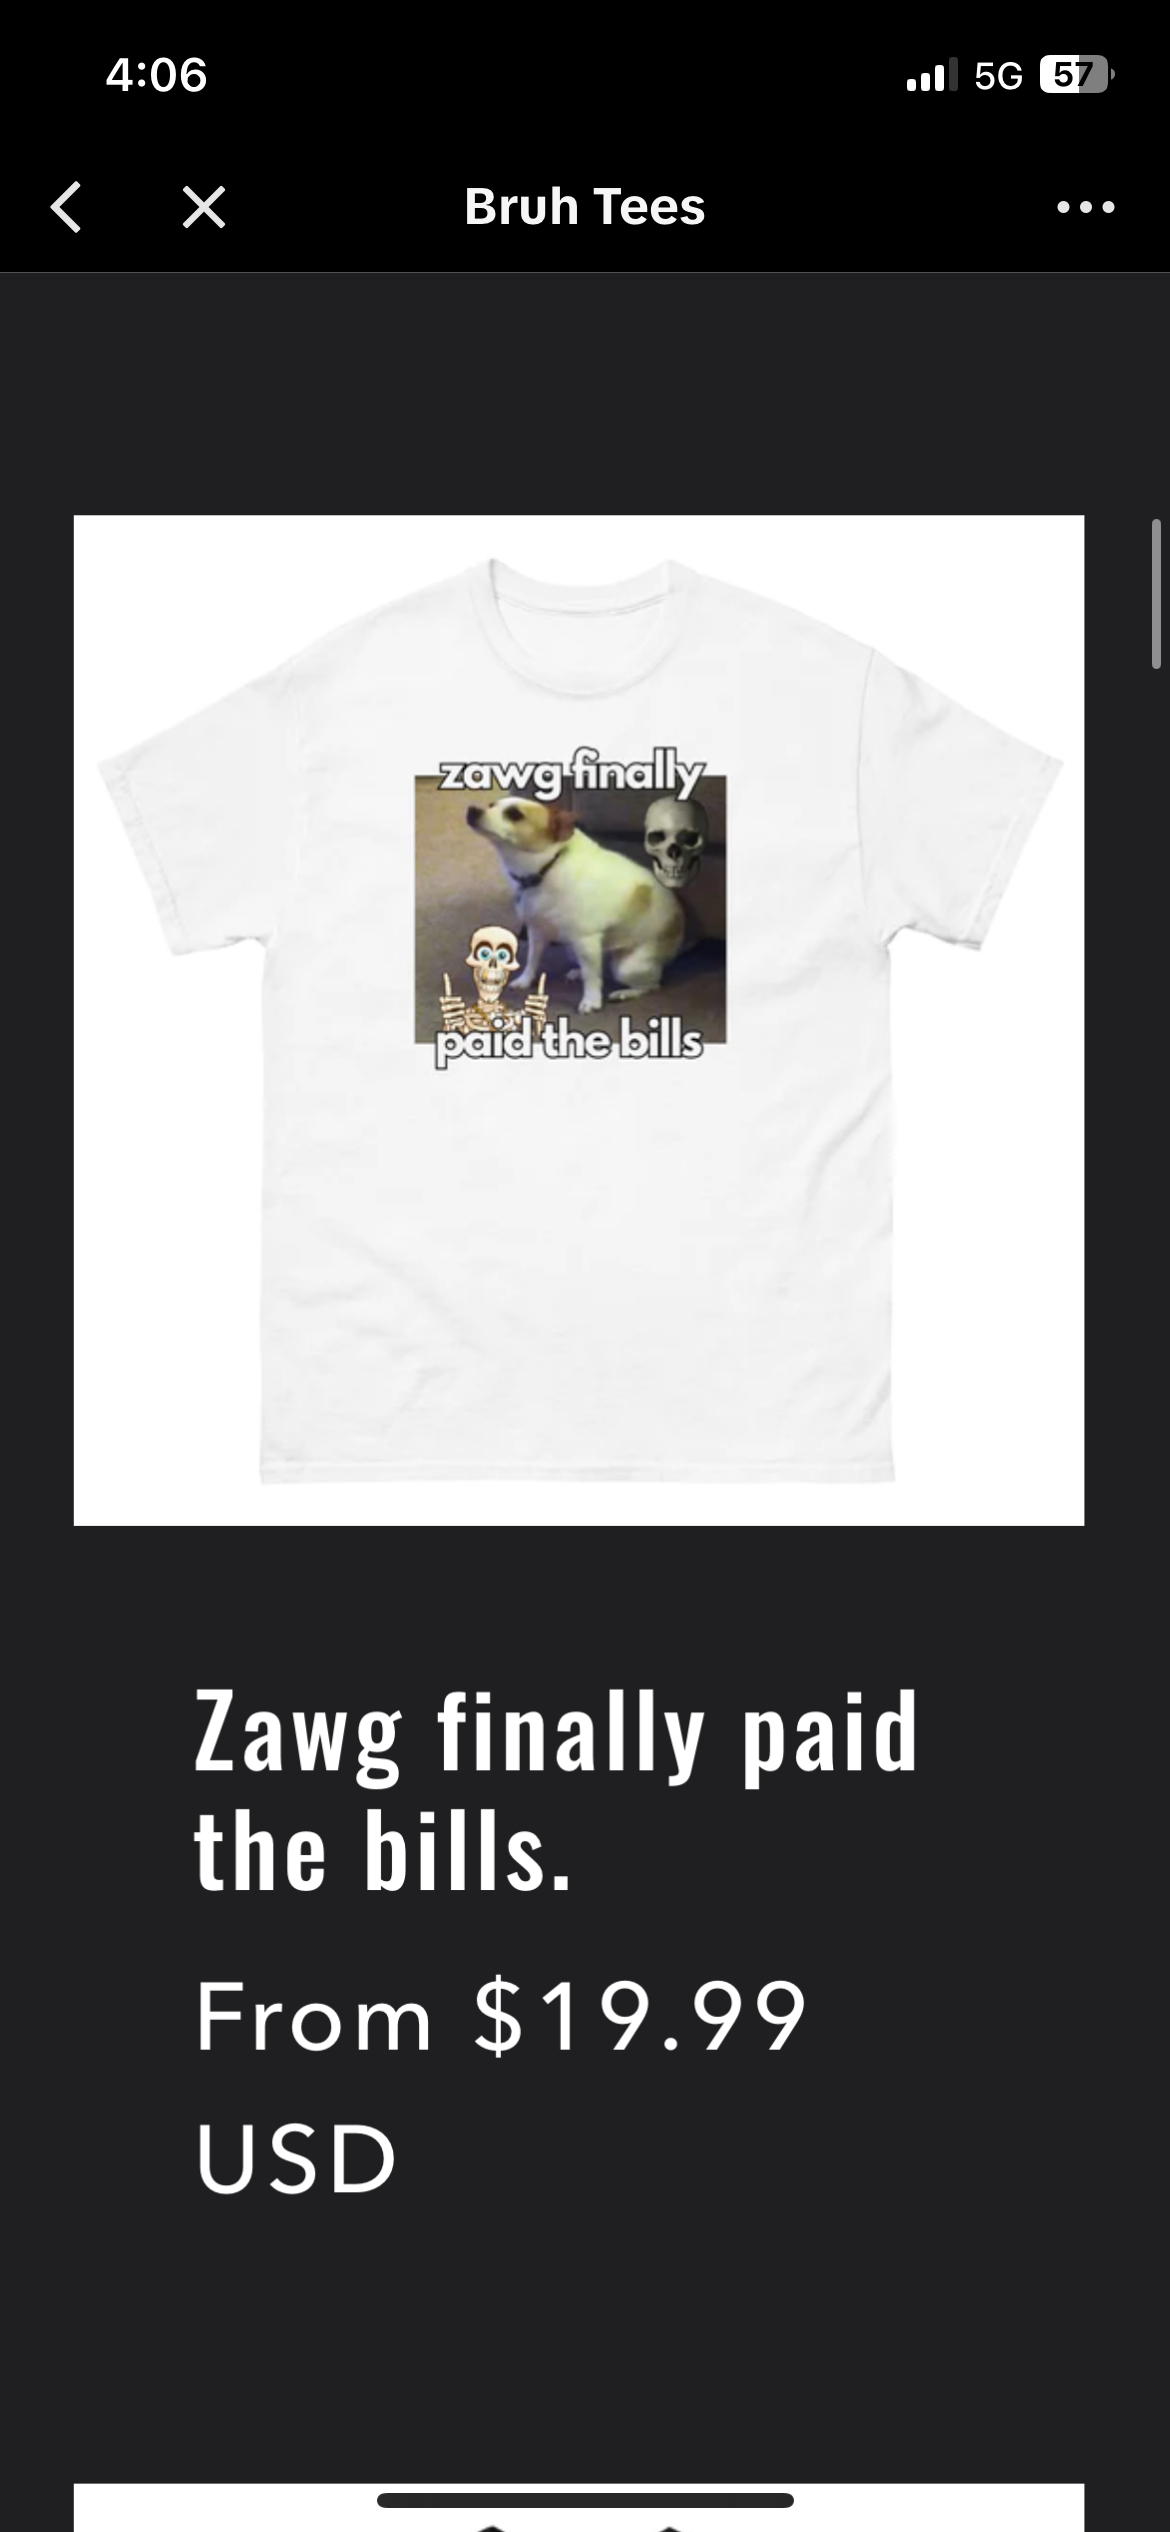 4:06
5G
57
Bruh Tees
zawg finally
paid the bills
Zawg finally paid
the bills.
From $19.99
USD